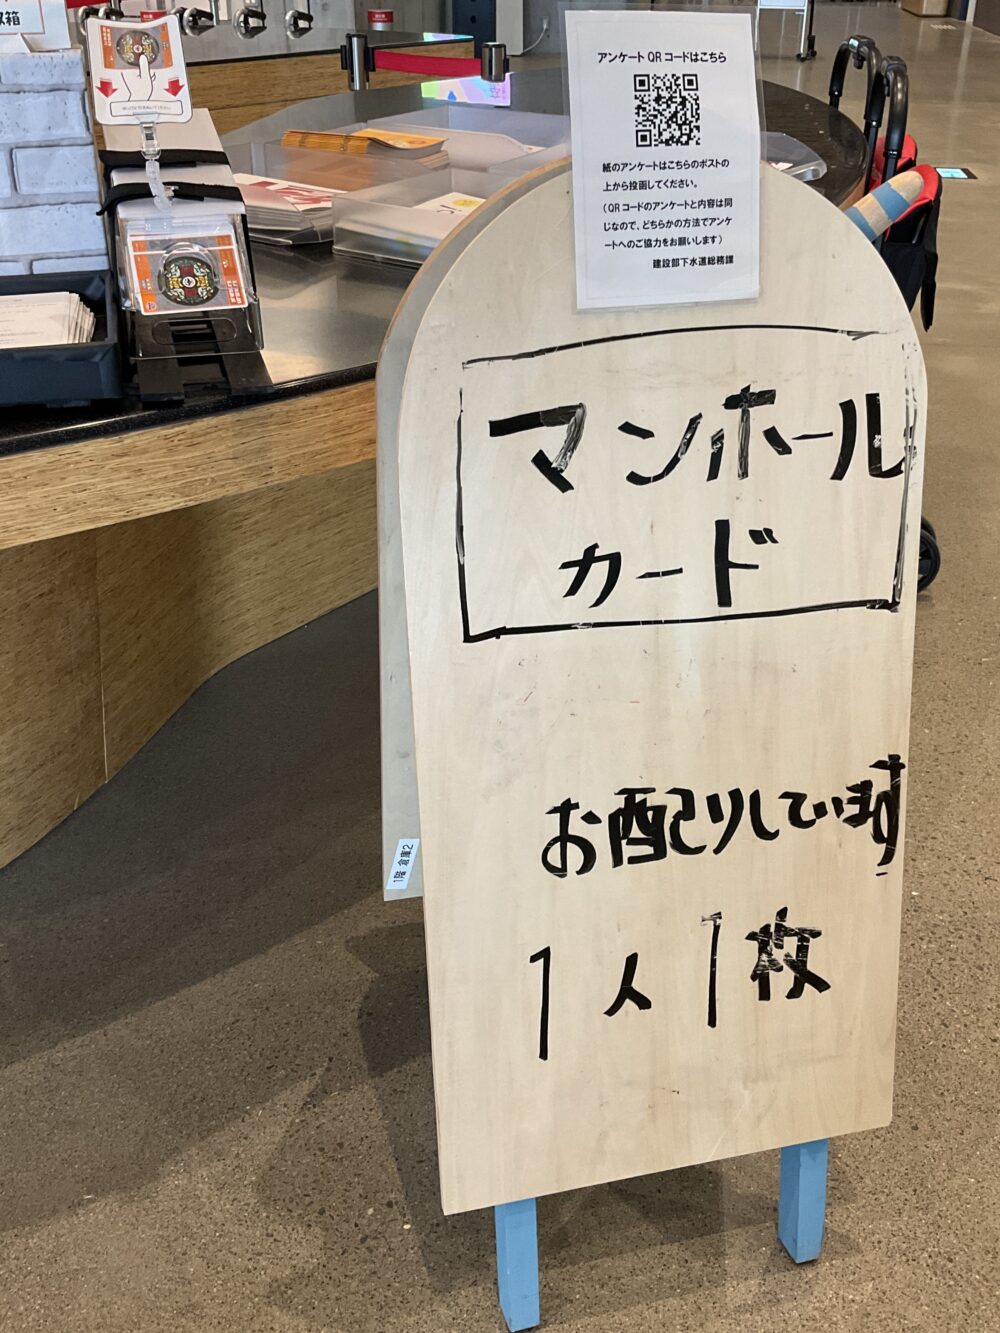 アンケート QR コードはこちら
紙のアンケートはこちらのポストの
上から投函してください。
（QR コードのアンケートと内容は同
じなので、どちらかの方法でアンケ
ートへのご協力をお願いします）
建設部下水道総務課
マンホール
カード
お配りしています
1人1枚
1階 倉庫2